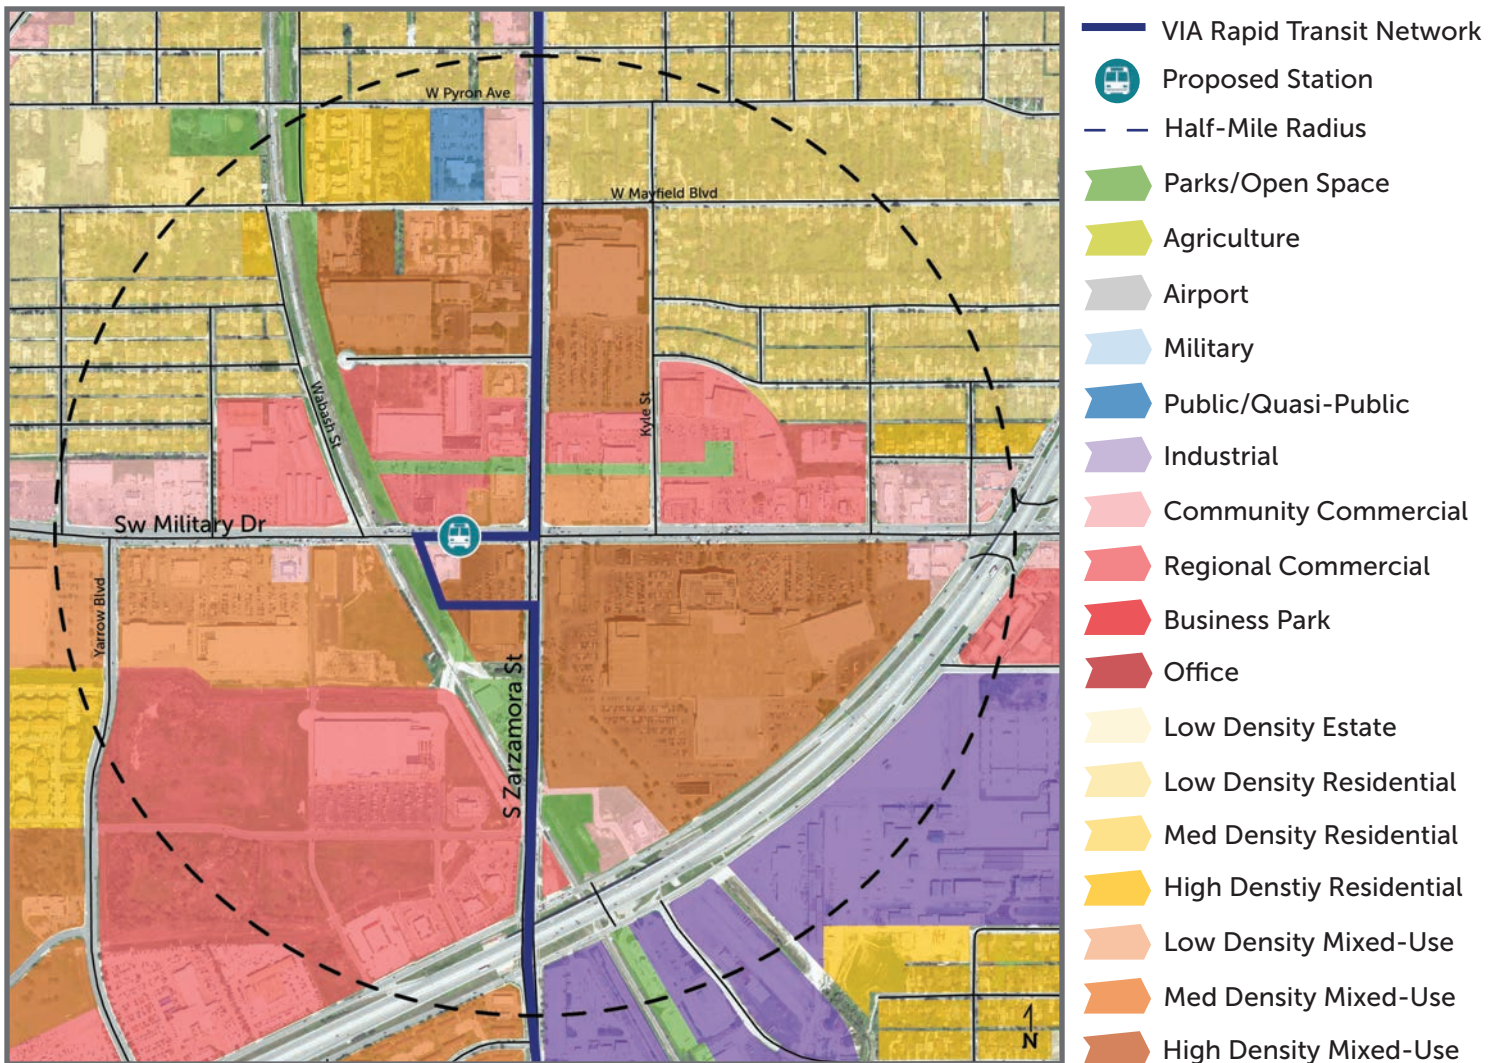 W Pyron Ave
W Mayfield Blvd
Wabash St
Kyle St
Sw Military Dr
Yarrow Blvd
S Zarzamora St
N
VIA Rapid Transit Network
Proposed Station
Half-Mile Radius
Parks/Open Space
Agriculture
Airport
Military
Public/Quasi-Public
Industrial
Community Commercial
Regional Commercial
Business Park
Office
Low Density Estate
Low Density Residential
Med Density Residential
High Denstiy Residential
Low Density Mixed-Use
Med Density Mixed-Use
High Density Mixed-Use